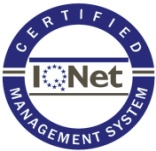 CERTIFIED
IQNet
MANAGEMENT SYSTEM